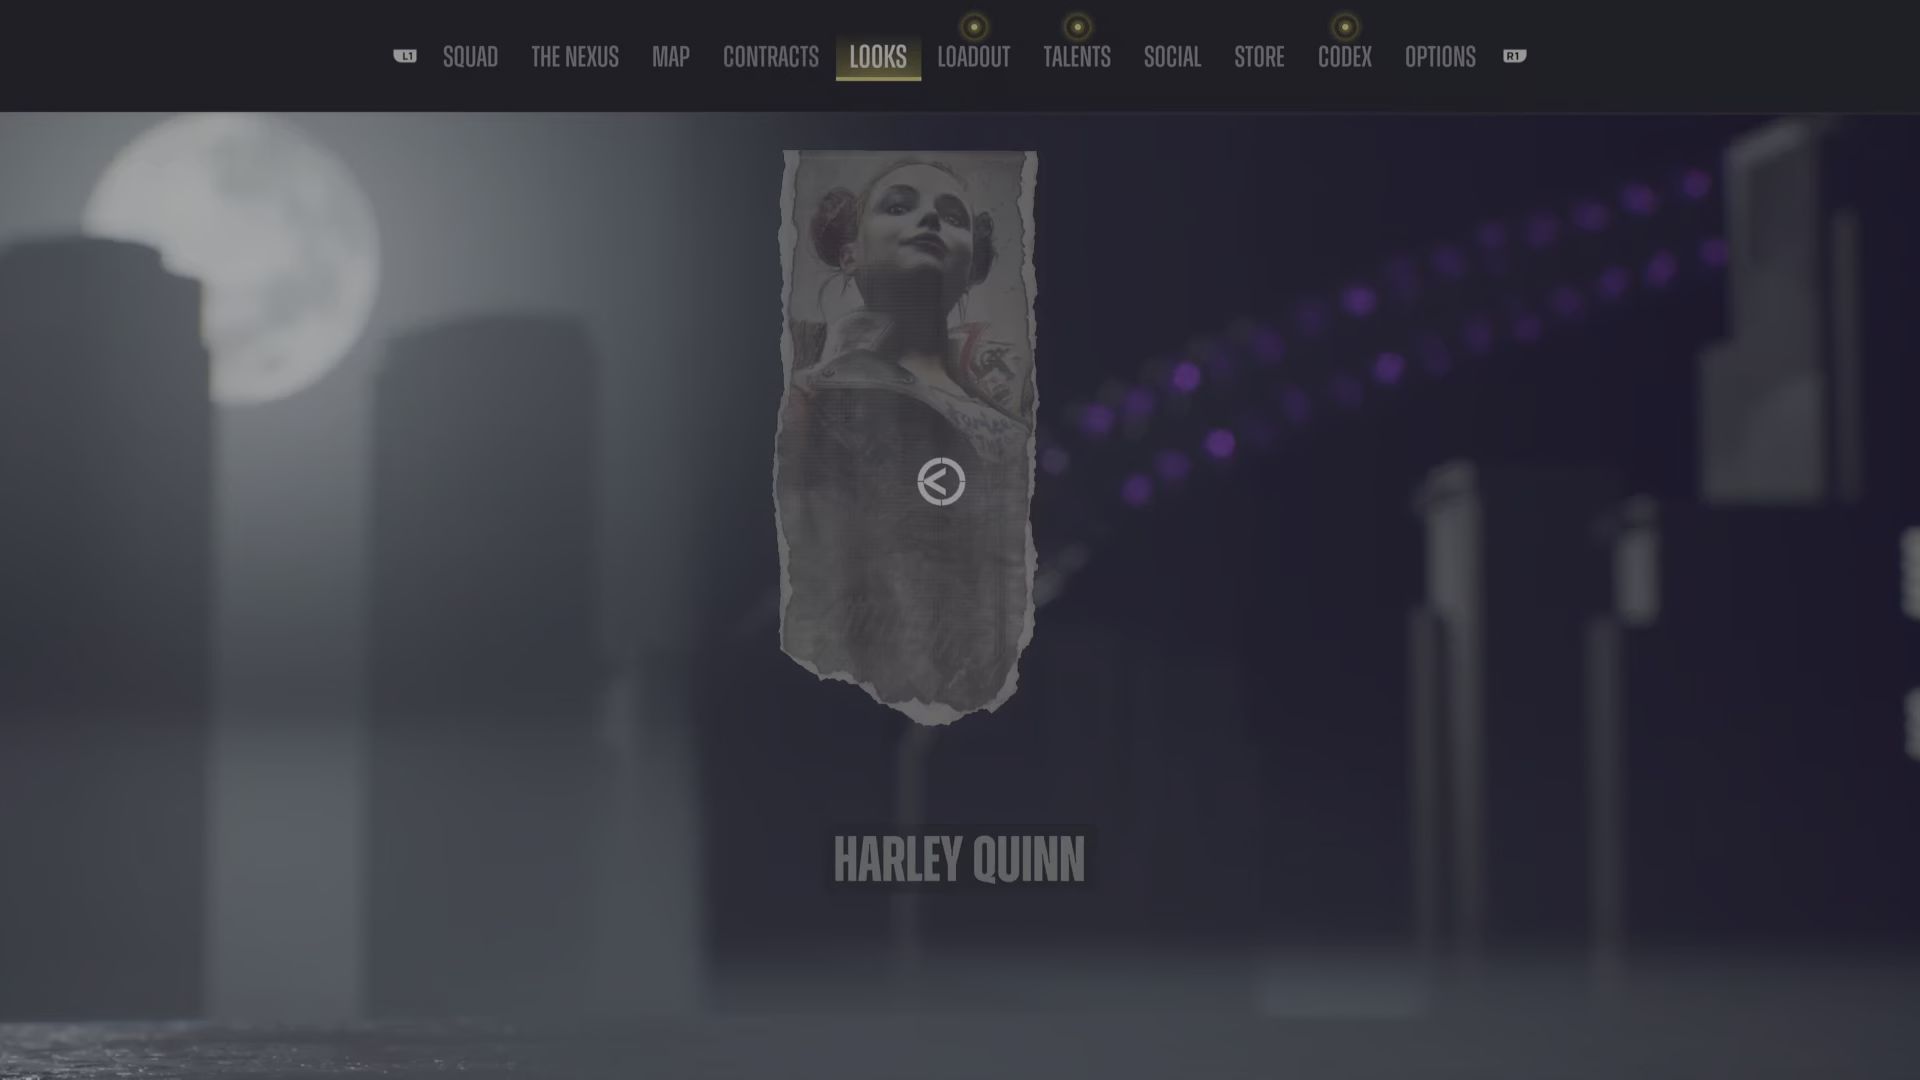 L1 SQUAD THE NEXUS MAP CONTRACTS LOOKS LOADOUT TALENTS SOCIAL STORE CODEX OPTIONS R1
HARLEY QUINN